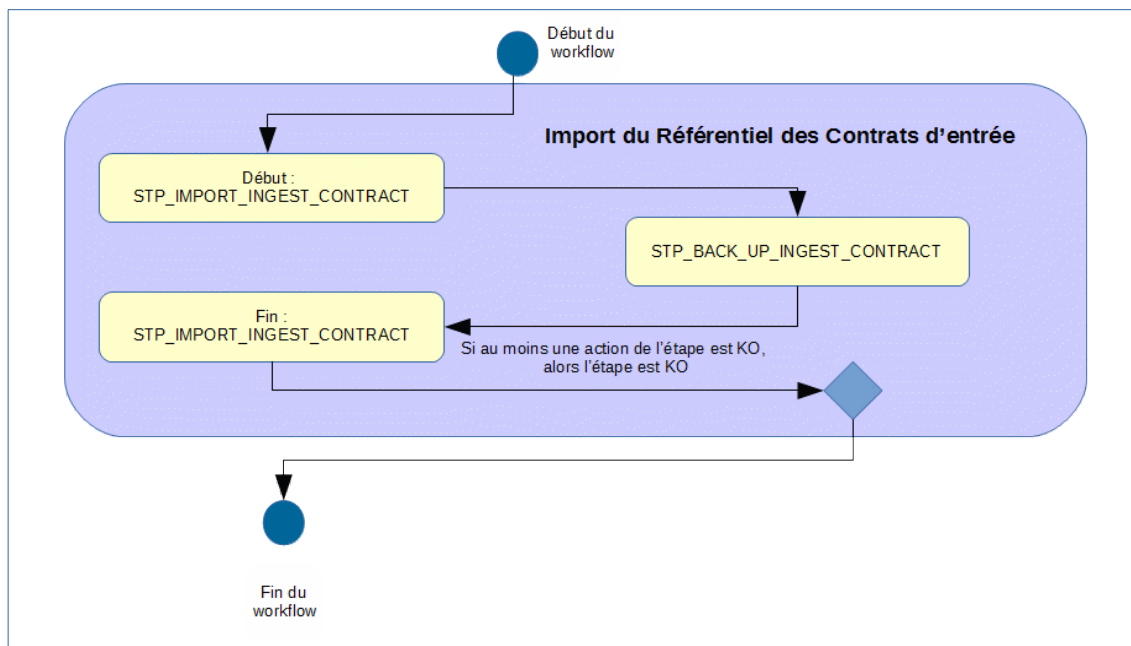 Début du
workflow
Import du Référentiel des Contrats d’entrée
Début :
STP_IMPORT_INGEST_CONTRACT
STP_BACK_UP_INGEST_CONTRACT
Fin :
STP_IMPORT_INGEST_CONTRACT
Si au moins une action de l’étape est KO,
alors l’étape est KO
Fin du
workflow